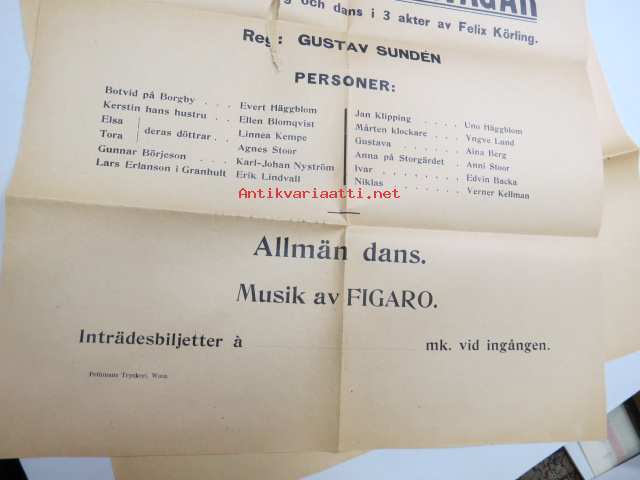 och dans i 3 akter av Felix Körling.
Reg: GUSTAV SUNDÉN
PERSONER:
Botvid på Borgby . . . Evert Häggblom
Kerstin hans hustru . . Ellen Blomqvist
Elsa
Tora
deras döttrar . . Linnea Kempe
Agnes Stoor
Gunnar Börjeson . . . Karl-Johan Nyström
Lars Erlanson i Granhult Erik Lindvall
Jan Klipping . . . . . Uno Häggblom
Mårten klockare . . . . Yngve Lund
Gustava . . . . . . Aina Berg
Anna på Storgärdet . . Anni Stoor
Ivar . . . . . . . Edvin Backa
Niklas . . . . . . . Verner Kellman
Antikvariaatti.net
Allmän dans.
Musik av FIGARO.
Inträdesbiljetter à mk. vid ingången.
Tryckeri, Wasa